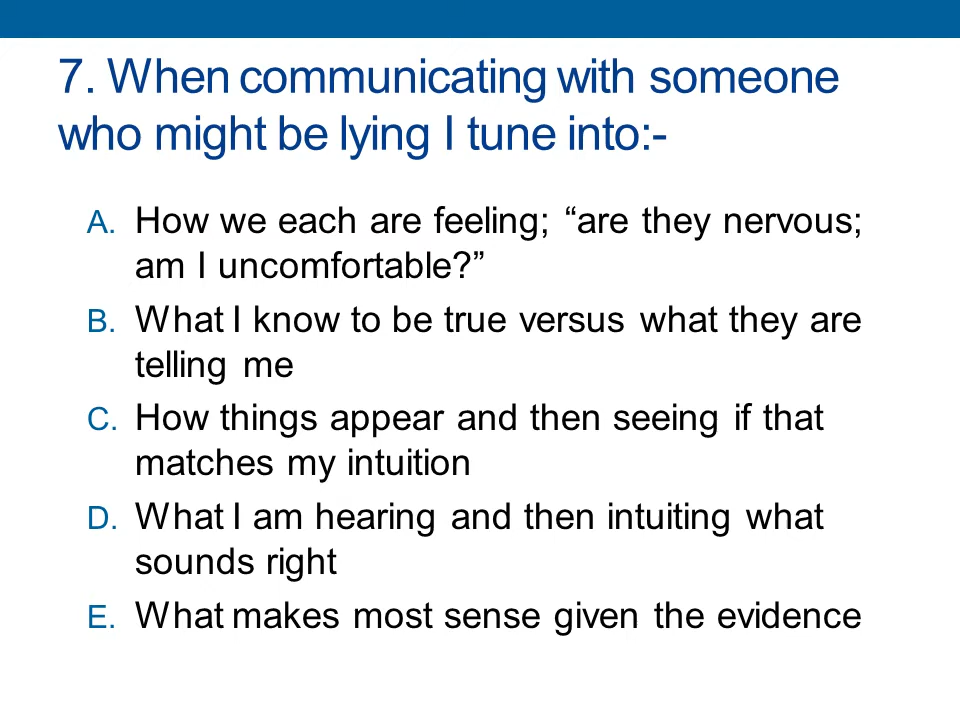 7. When communicating with someone
who might be lying I tune into:-
A. How we each are feeling; “are they nervous;
am I uncomfortable?”
B. What I know to be true versus what they are
telling me
C. How things appear and then seeing if that
matches my intuition
D. What I am hearing and then intuiting what
sounds right
E. What makes most sense given the evidence